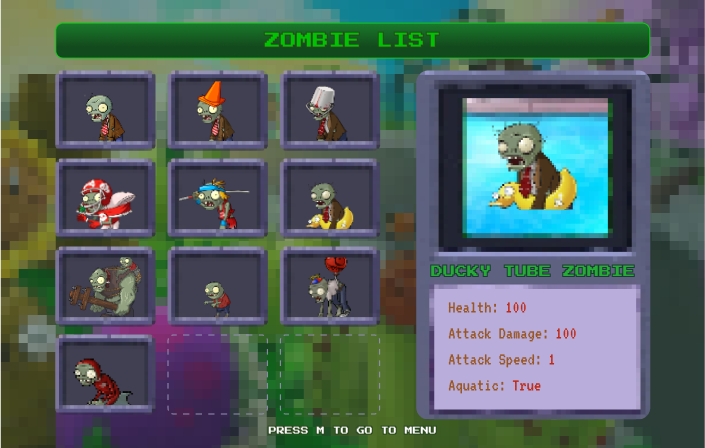 ZOMBIE LIST
DUCKY TUBE ZOMBIE
Health: 100
Attack Damage: 100
Attack Speed: 1
Aquatic: True
PRESS M TO GO TO MENU